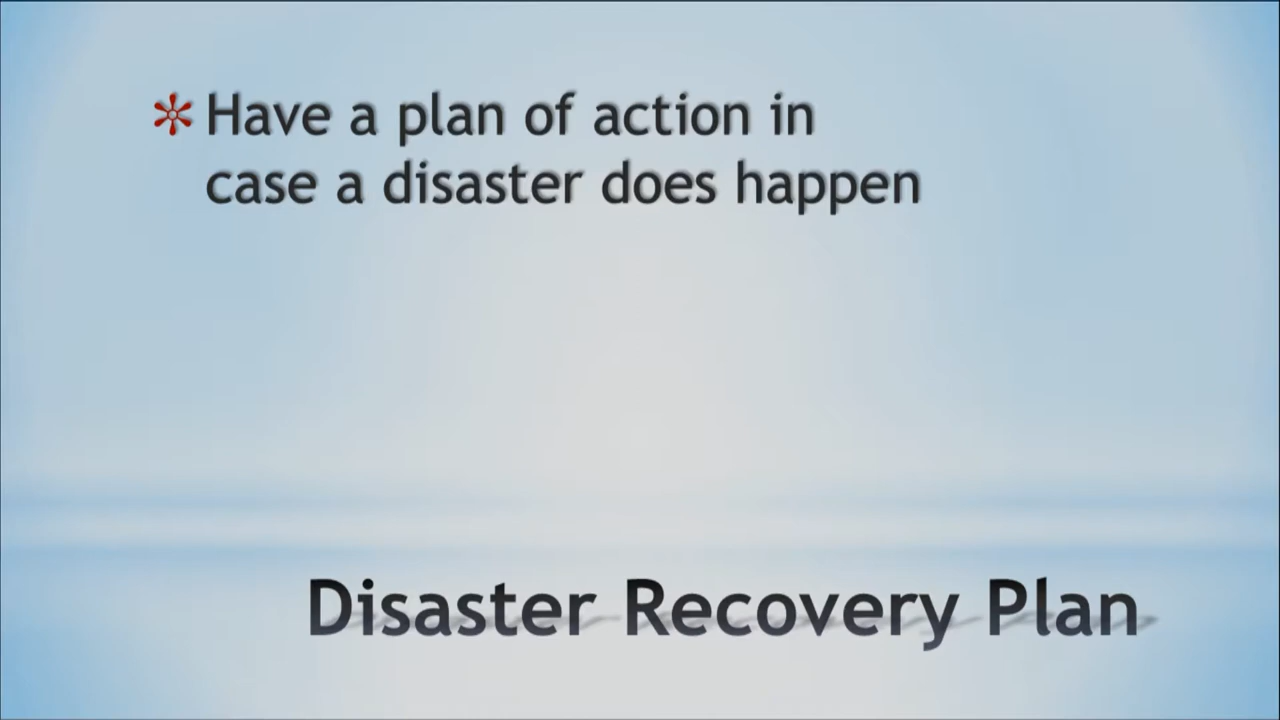 * Have a plan of action in
case a disaster does happen
Disaster Recovery Plan